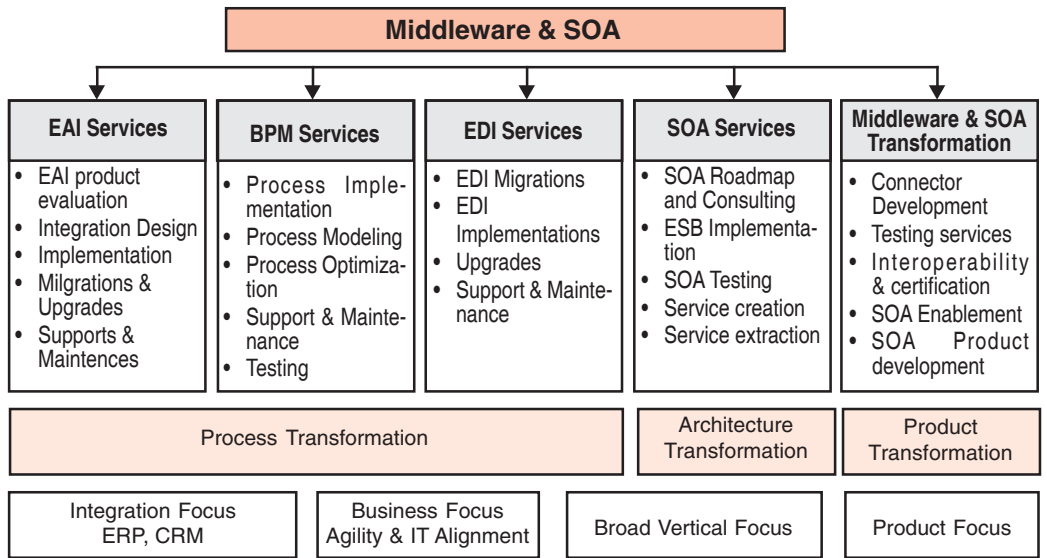 Middleware & SOA
EAI Services
• EAI product
evaluation
• Integration Design
• Implementation
• Milgrations &
Upgrades
• Supports &
Maintences
BPM Services
• Process Imple-
mentation
• Process Modeling
• Process Optimiza-
tion
• Support & Mainte-
nance
• Testing
EDI Services
• EDI Migrations
• EDI
Implementations
• Upgrades
• Support & Mainte-
nance
SOA Services
• SOA Roadmap
and Consulting
• ESB Implementa-
tion
• SOA Testing
• Service creation
• Service extraction
Middleware & SOA
Transformation
• Connector
Development
• Testing services
• Interoperability
& certification
• SOA Enablement
• SOA Product
development
Process Transformation
Architecture
Transformation
Product
Transformation
Integration Focus
ERP, CRM
Business Focus
Agility & IT Alignment
Broad Vertical Focus
Product Focus